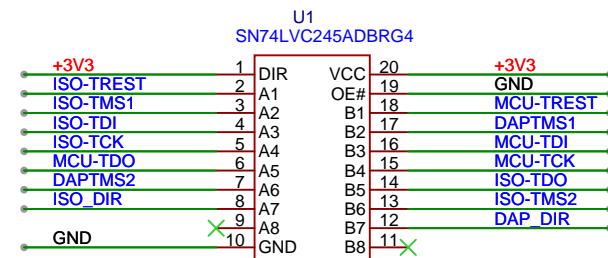 U1
SN74LVC245ADBRG4
+3V3 1 DIR VCC 20 +3V3
ISO-TREST 2 A1 OE# 19 GND
ISO-TMS1 3 A2 B1 18 MCU-TREST
ISO-TDI 4 A3 B2 17 DAPTMS1
ISO-TCK 5 A4 B3 16 MCU-TDI
MCU-TDO 6 A5 B4 15 MCU-TCK
DAPTMS2 7 A6 B5 14 ISO-TDO
ISO_DIR 8 A7 B6 13 ISO-TMS2
9 A8 B7 12 DAP_DIR
GND 10 GND B8 11